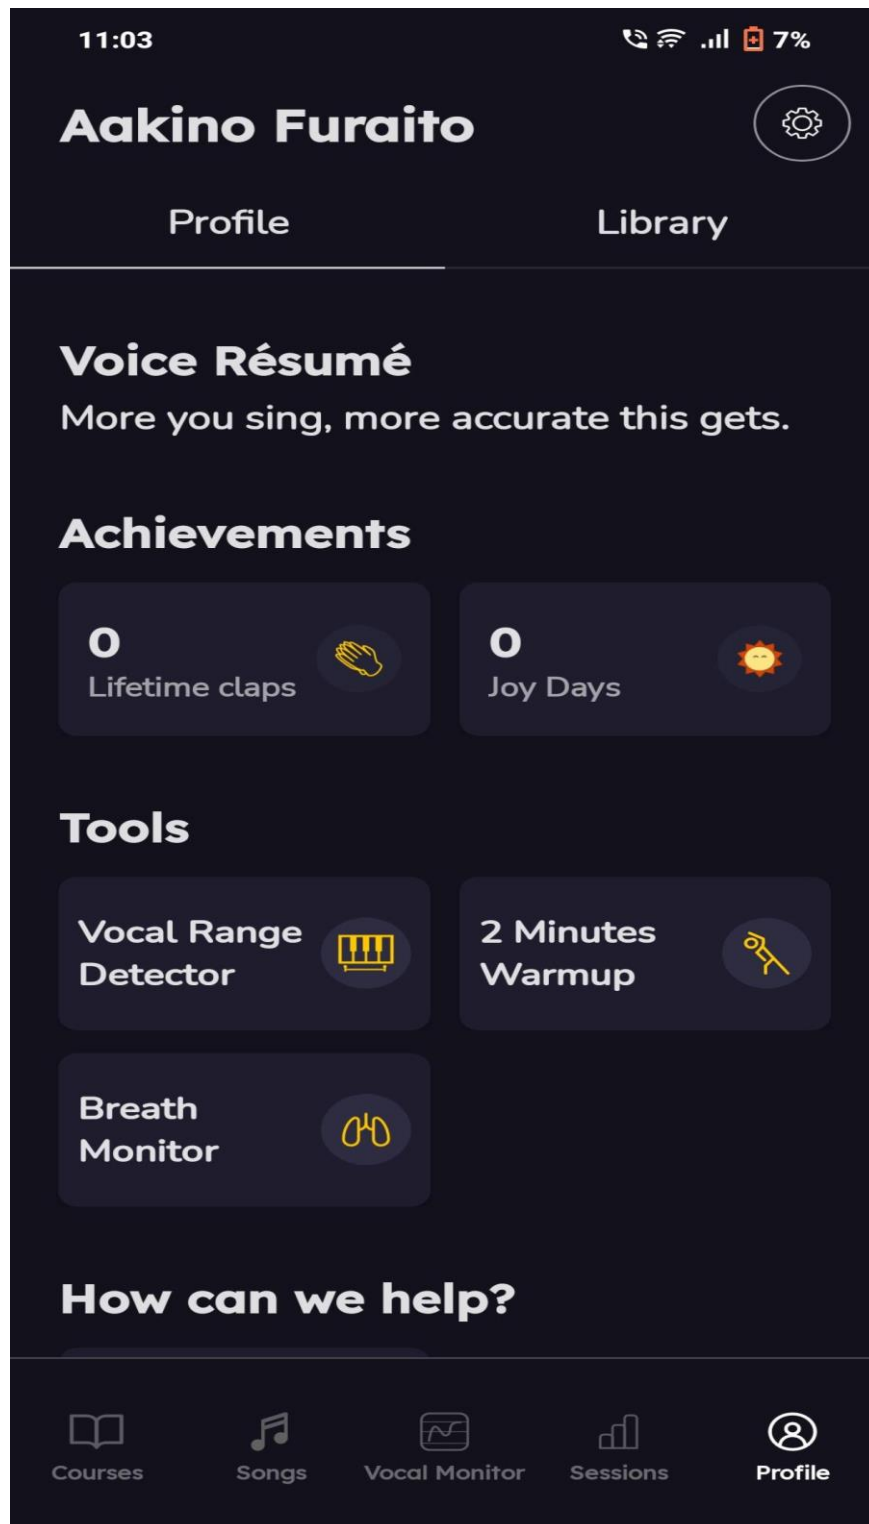 11:03 7%
Aakino Furaito
Profile Library
Voice Résumé
More you sing, more accurate this gets.
Achievements
0 0
Lifetime claps Joy Days
Tools
Vocal Range 2 Minutes
Detector Warmup
Breath
Monitor
How can we help?
Courses Songs Vocal Monitor Sessions Profile